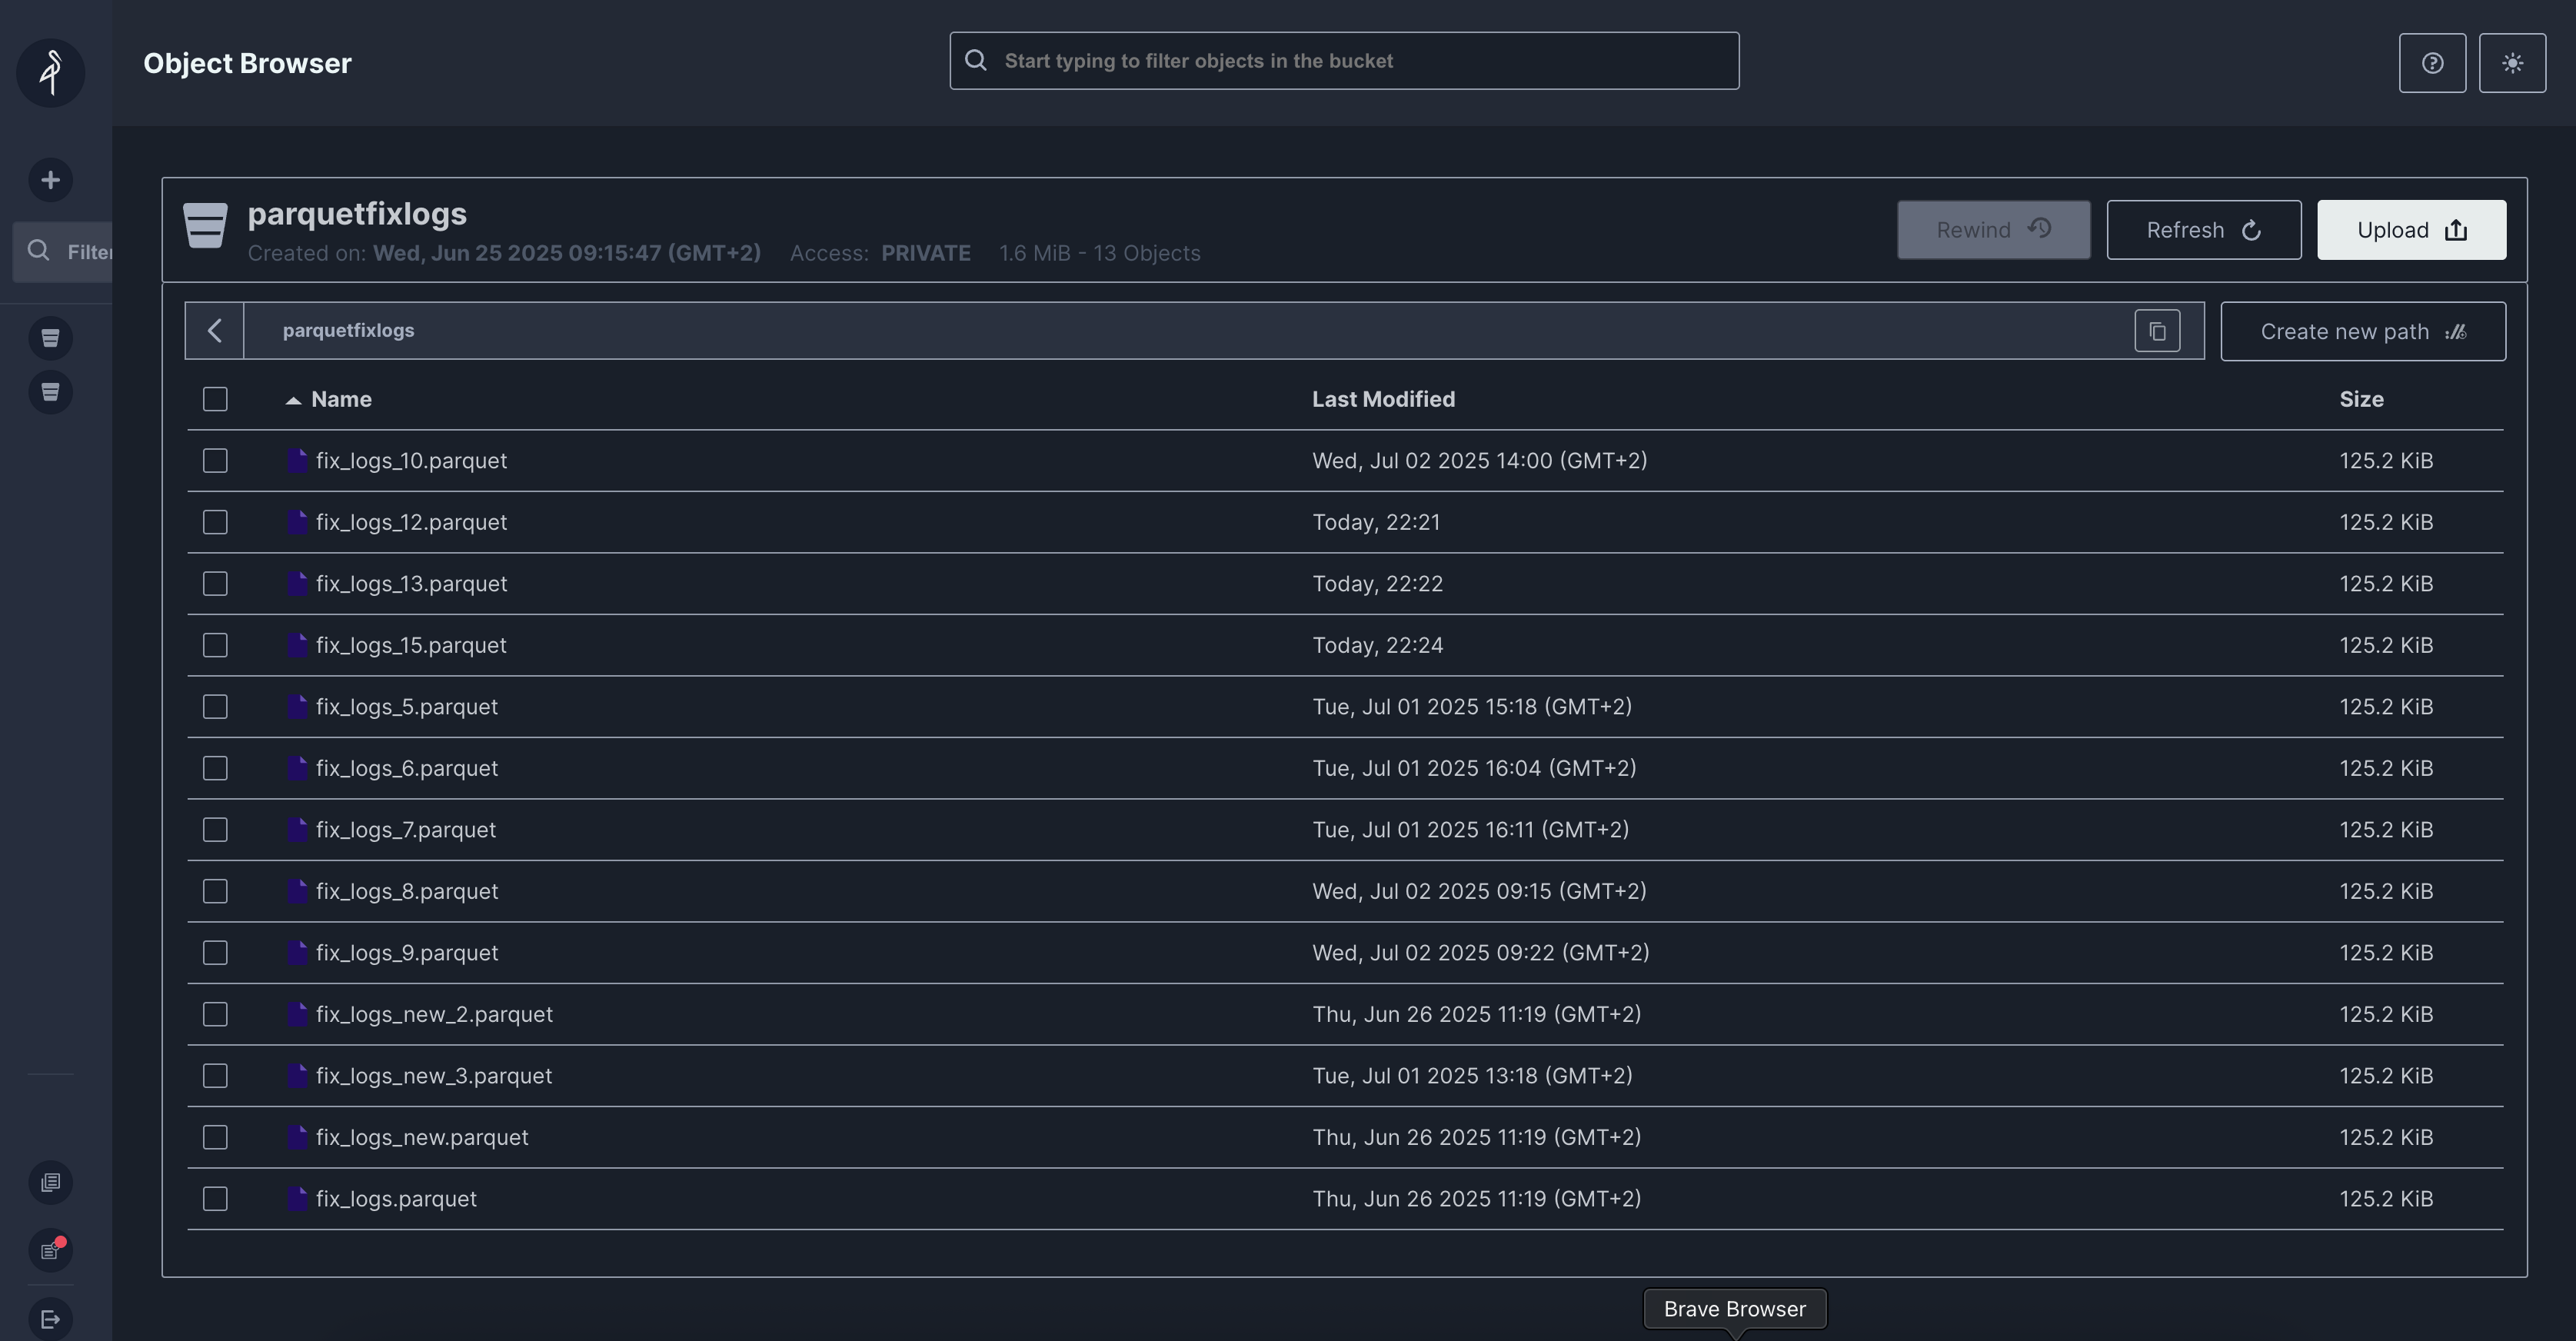 Object Browser
Start typing to filter objects in the bucket
Filter
parquetfixlogs
Created on: Wed, Jun 25 2025 09:15:47 (GMT+2) Access: PRIVATE 1.6 MiB - 13 Objects
Rewind Refresh Upload
parquetfixlogs
Create new path
Name Last Modified Size
fix_logs_10.parquet Wed, Jul 02 2025 14:00 (GMT+2) 125.2 KiB
fix_logs_12.parquet Today, 22:21 125.2 KiB
fix_logs_13.parquet Today, 22:22 125.2 KiB
fix_logs_15.parquet Today, 22:24 125.2 KiB
fix_logs_5.parquet Tue, Jul 01 2025 15:18 (GMT+2) 125.2 KiB
fix_logs_6.parquet Tue, Jul 01 2025 16:04 (GMT+2) 125.2 KiB
fix_logs_7.parquet Tue, Jul 01 2025 16:11 (GMT+2) 125.2 KiB
fix_logs_8.parquet Wed, Jul 02 2025 09:15 (GMT+2) 125.2 KiB
fix_logs_9.parquet Wed, Jul 02 2025 09:22 (GMT+2) 125.2 KiB
fix_logs_new_2.parquet Thu, Jun 26 2025 11:19 (GMT+2) 125.2 KiB
fix_logs_new_3.parquet Tue, Jul 01 2025 13:18 (GMT+2) 125.2 KiB
fix_logs_new.parquet Thu, Jun 26 2025 11:19 (GMT+2) 125.2 KiB
fix_logs.parquet Thu, Jun 26 2025 11:19 (GMT+2) 125.2 KiB
Brave Browser